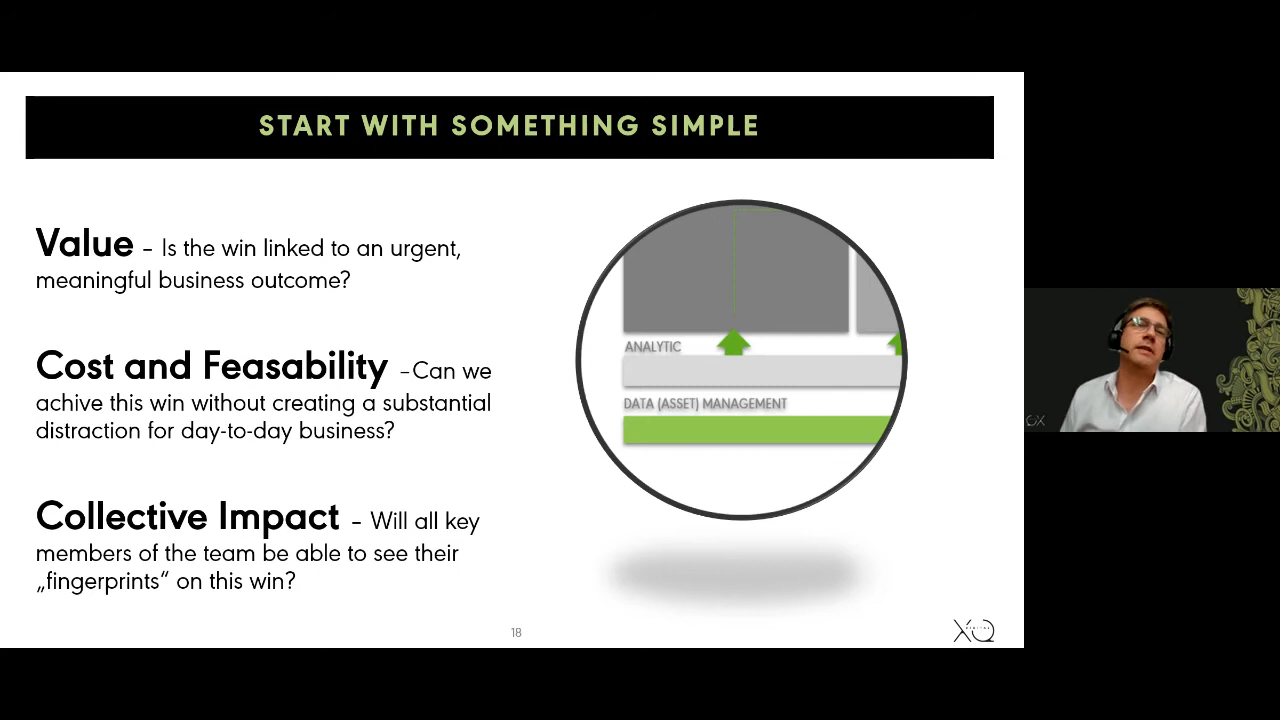 START WITH SOMETHING SIMPLE
Value – Is the win linked to an urgent,
meaningful business outcome?
Cost and Feasability –Can we
achive this win without creating a substantial
distraction for day-to-day business?
Collective Impact – Will all key
members of the team be able to see their
„fingerprints“ on this win?
ANALYTIC
DATA (ASSET) MANAGEMENT
18
XQ
DIGITAL